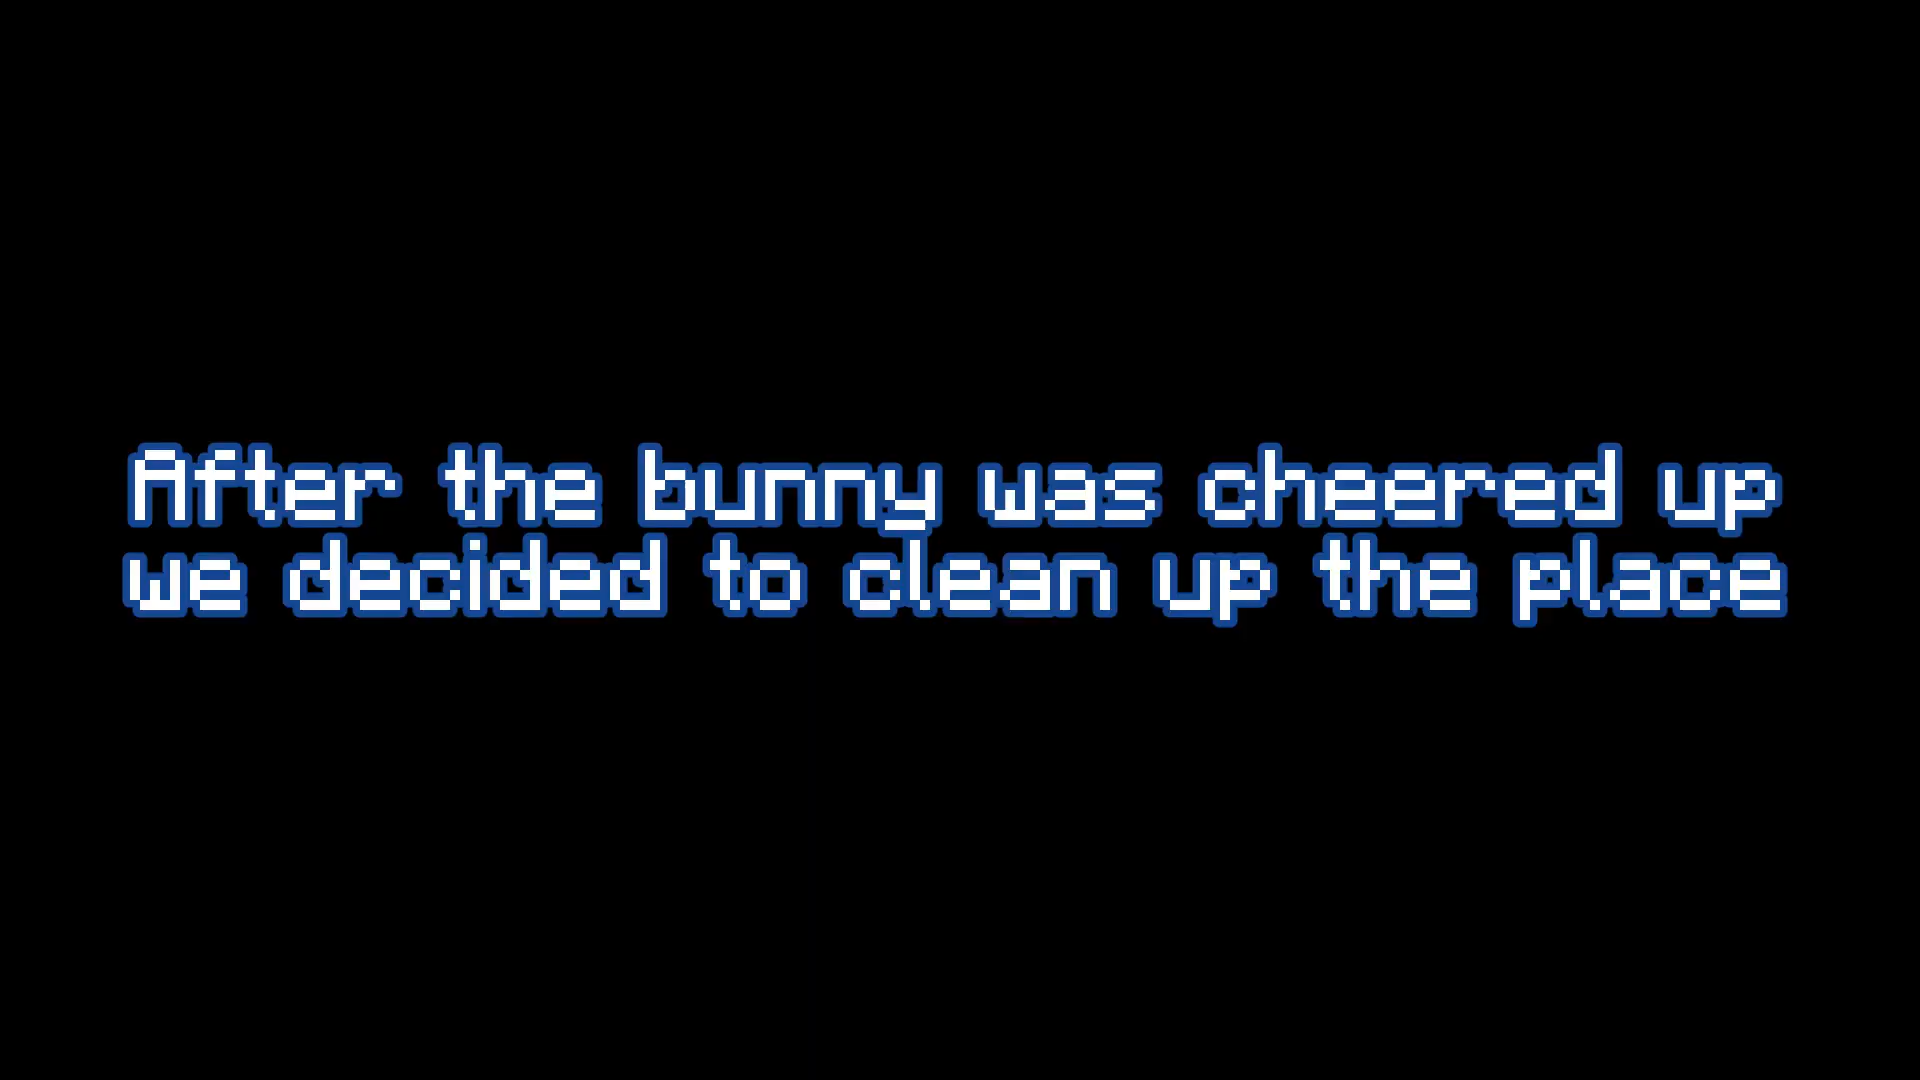 After the bunny was cheered up
we decided to clean up the place